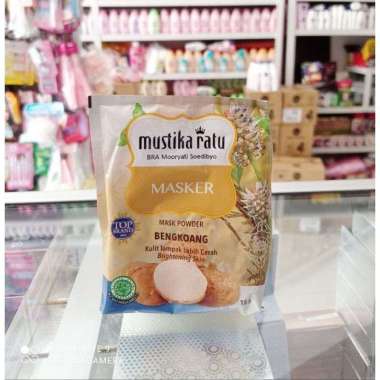 mustika ratu
BRA Mooryati Soedibyo
MASKER
MASK POWDER
BENGKOANG
Kulit tampak lebih Cerah
Brightening Skin
TOP
BRAND